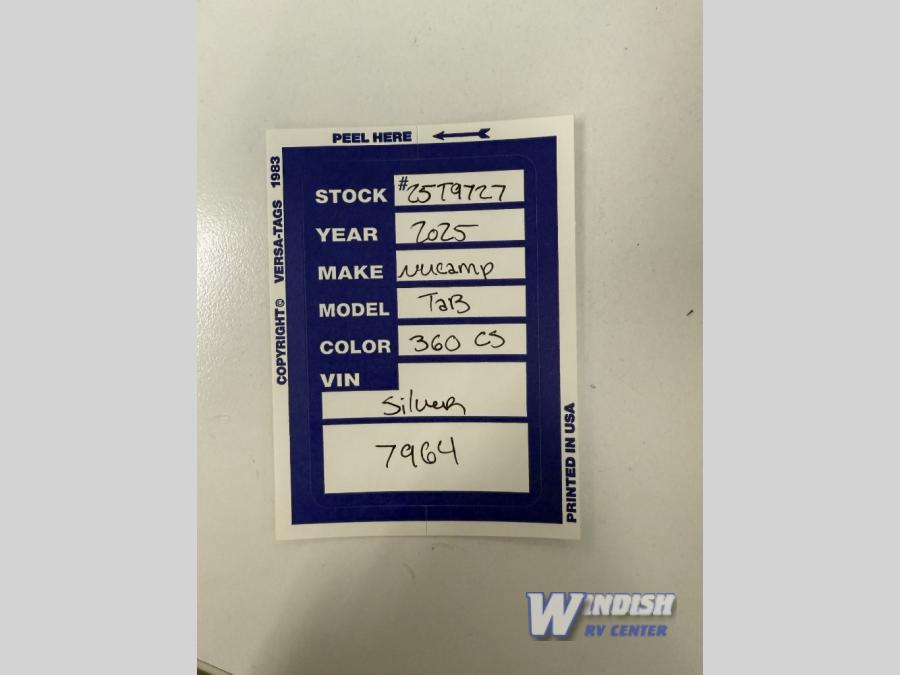 PEEL HERE
COPYRIGHT © VERSA-TAGS 1983
STOCK #25T9727
YEAR 2025
MAKE nucamp
MODEL TaB
COLOR 360 CS
VIN
Silver
7964
PRINTED IN USA
WINDISH
RV CENTER